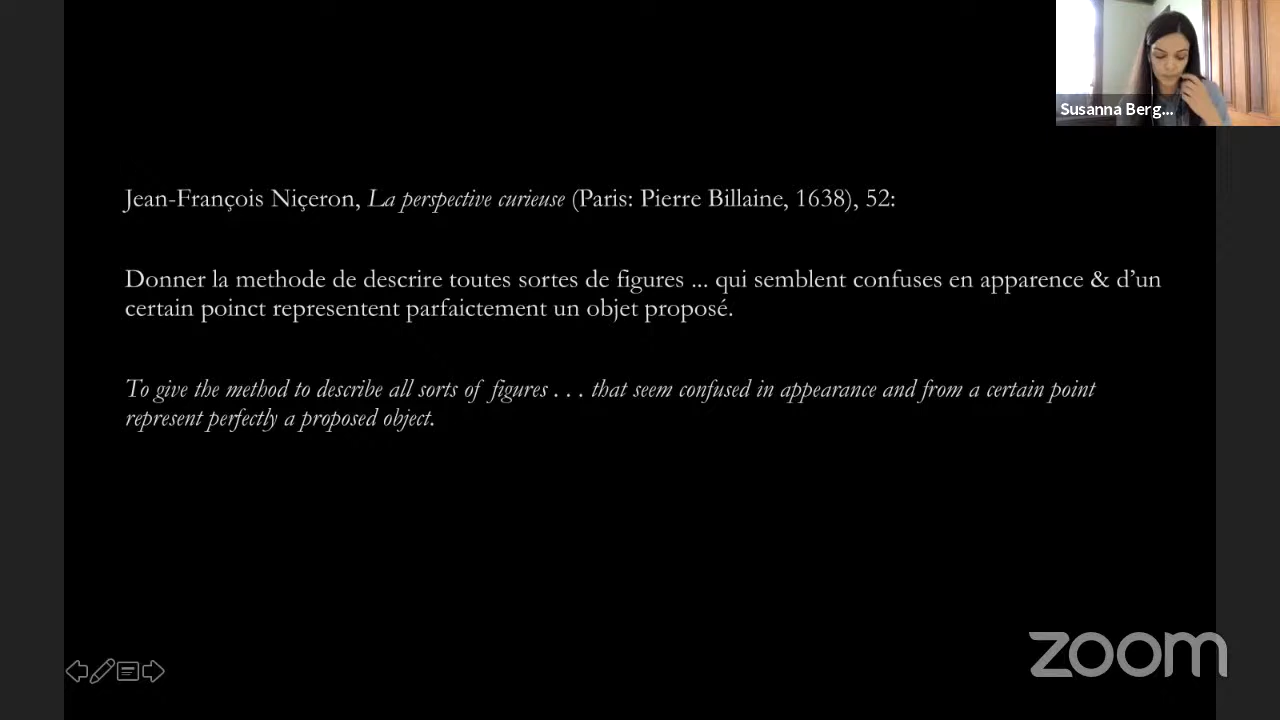 Susanna Berg...
Jean-François Niçeron, La perspective curieuse (Paris: Pierre Billaine, 1638), 52:
Donner la methode de descrire toutes sortes de figures ... qui semblent confuses en apparence & d’un
certain poinct representent parfaictement un objet proposé.
To give the method to describe all sorts of figures . . . that seem confused in appearance and from a certain point
represent perfectly a proposed object.
zoom